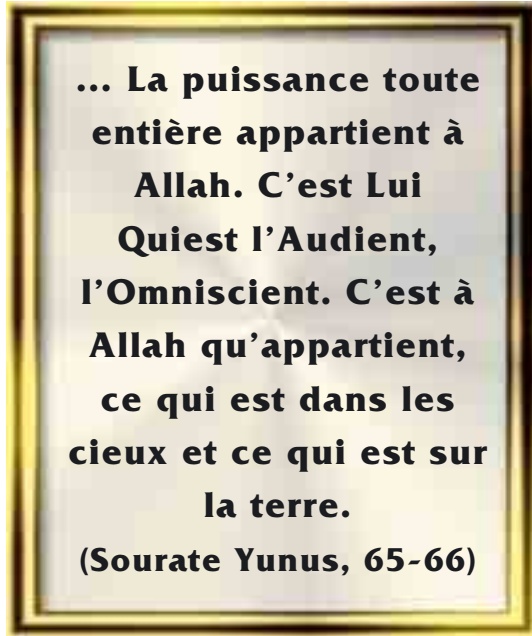 ... La puissance toute
entière appartient à
Allah. C’est Lui
Quiest l’Audient,
l’Omniscient. C’est à
Allah qu’appartient,
ce qui est dans les
cieux et ce qui est sur
la terre.
(Sourate Yunus, 65-66)